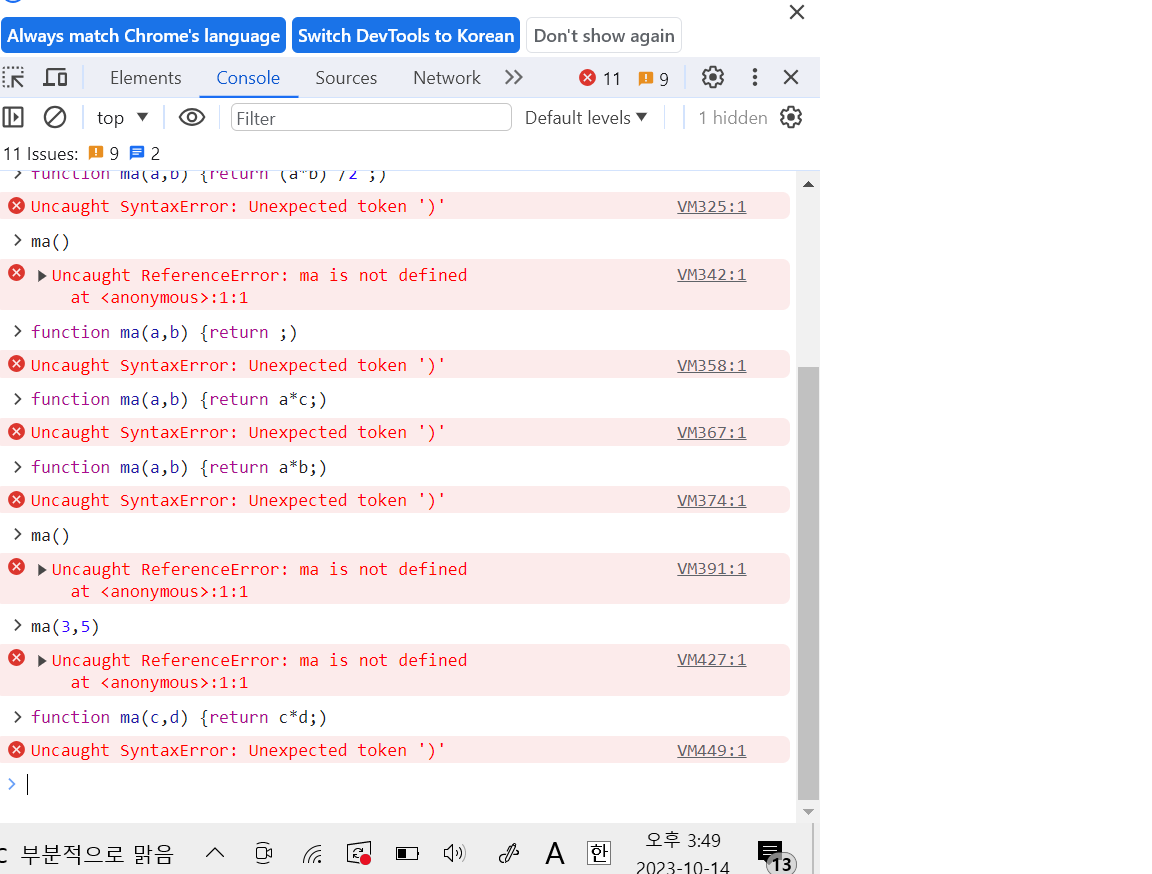 Always match Chrome's language Switch DevTools to Korean Don't show again
Elements Console Sources Network 11 9
top Filter Default levels 1 hidden
11 Issues: 9 2
function ma(a,b) {return (a*b) /2 ;)
Uncaught SyntaxError: Unexpected token ')' VM325:1
ma()
Uncaught ReferenceError: ma is not defined VM342:1
at <anonymous>:1:1
function ma(a,b) {return ;)
Uncaught SyntaxError: Unexpected token ')' VM358:1
function ma(a,b) {return a*c;)
Uncaught SyntaxError: Unexpected token ')' VM367:1
function ma(a,b) {return a*b;)
Uncaught SyntaxError: Unexpected token ')' VM374:1
ma()
Uncaught ReferenceError: ma is not defined VM391:1
at <anonymous>:1:1
ma(3,5)
Uncaught ReferenceError: ma is not defined VM427:1
at <anonymous>:1:1
function ma(c,d) {return c*d;)
Uncaught SyntaxError: Unexpected token ')' VM449:1
오후 3:49
C 부분적으로 맑음 A 한 13
2023-10-14